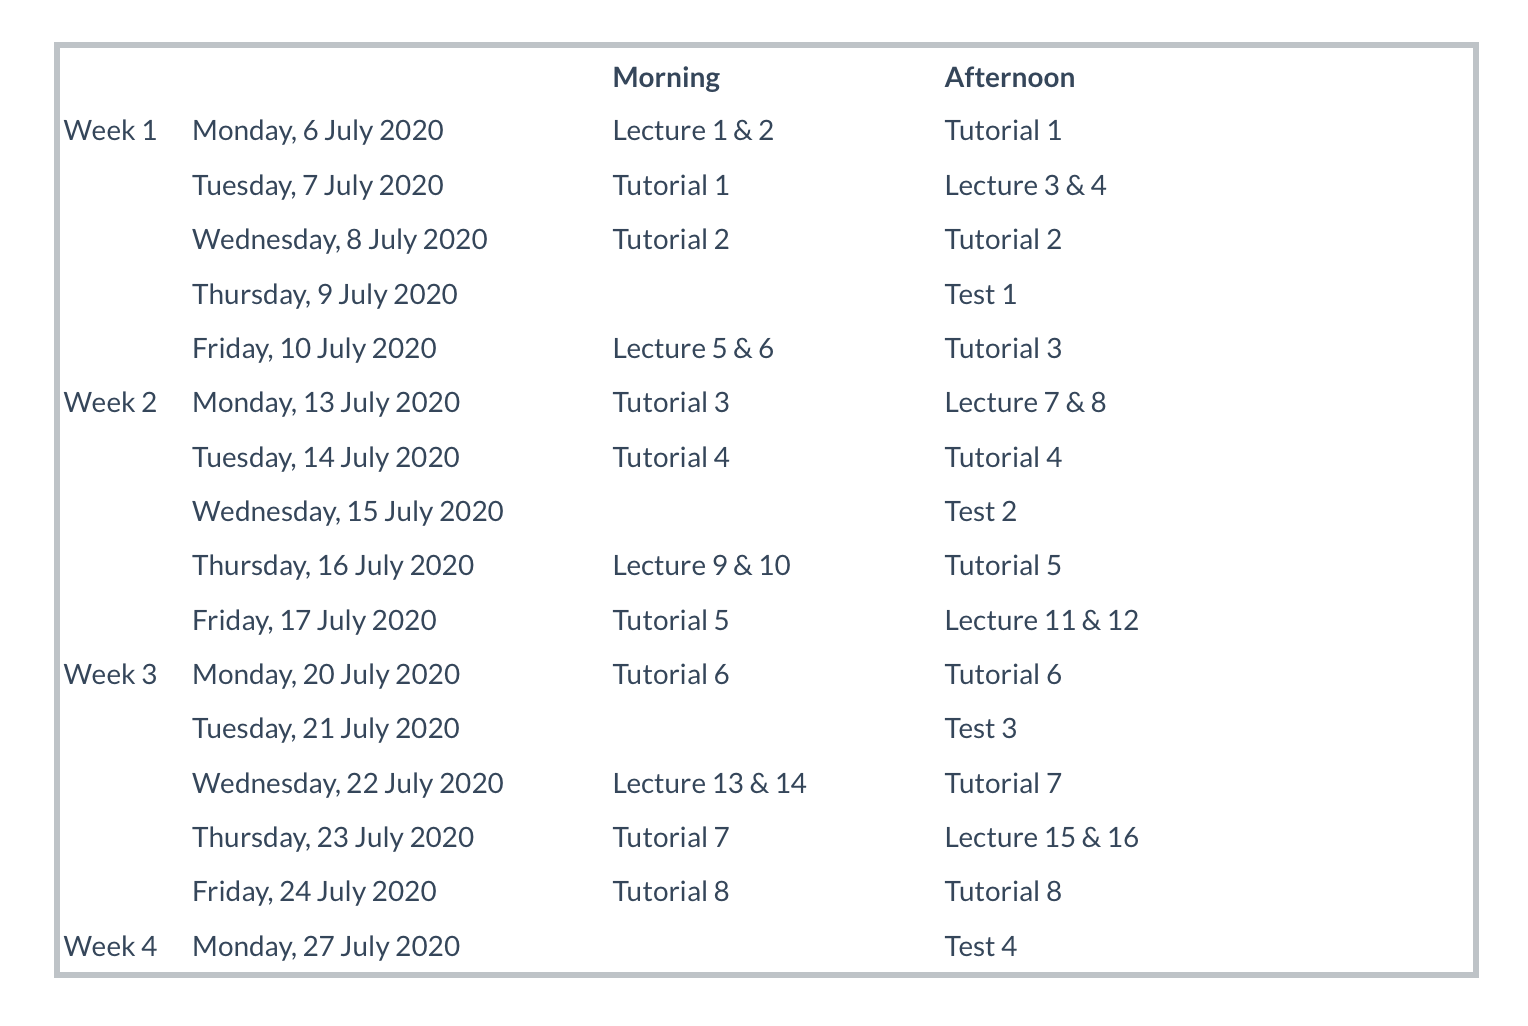 Morning Afternoon
Week 1 Monday, 6 July 2020 Lecture 1 & 2 Tutorial 1
Tuesday, 7 July 2020 Tutorial 1 Lecture 3 & 4
Wednesday, 8 July 2020 Tutorial 2 Tutorial 2
Thursday, 9 July 2020 Test 1
Friday, 10 July 2020 Lecture 5 & 6 Tutorial 3
Week 2 Monday, 13 July 2020 Tutorial 3 Lecture 7 & 8
Tuesday, 14 July 2020 Tutorial 4 Tutorial 4
Wednesday, 15 July 2020 Test 2
Thursday, 16 July 2020 Lecture 9 & 10 Tutorial 5
Friday, 17 July 2020 Tutorial 5 Lecture 11 & 12
Week 3 Monday, 20 July 2020 Tutorial 6 Tutorial 6
Tuesday, 21 July 2020 Test 3
Wednesday, 22 July 2020 Lecture 13 & 14 Tutorial 7
Thursday, 23 July 2020 Tutorial 7 Lecture 15 & 16
Friday, 24 July 2020 Tutorial 8 Tutorial 8
Week 4 Monday, 27 July 2020 Test 4